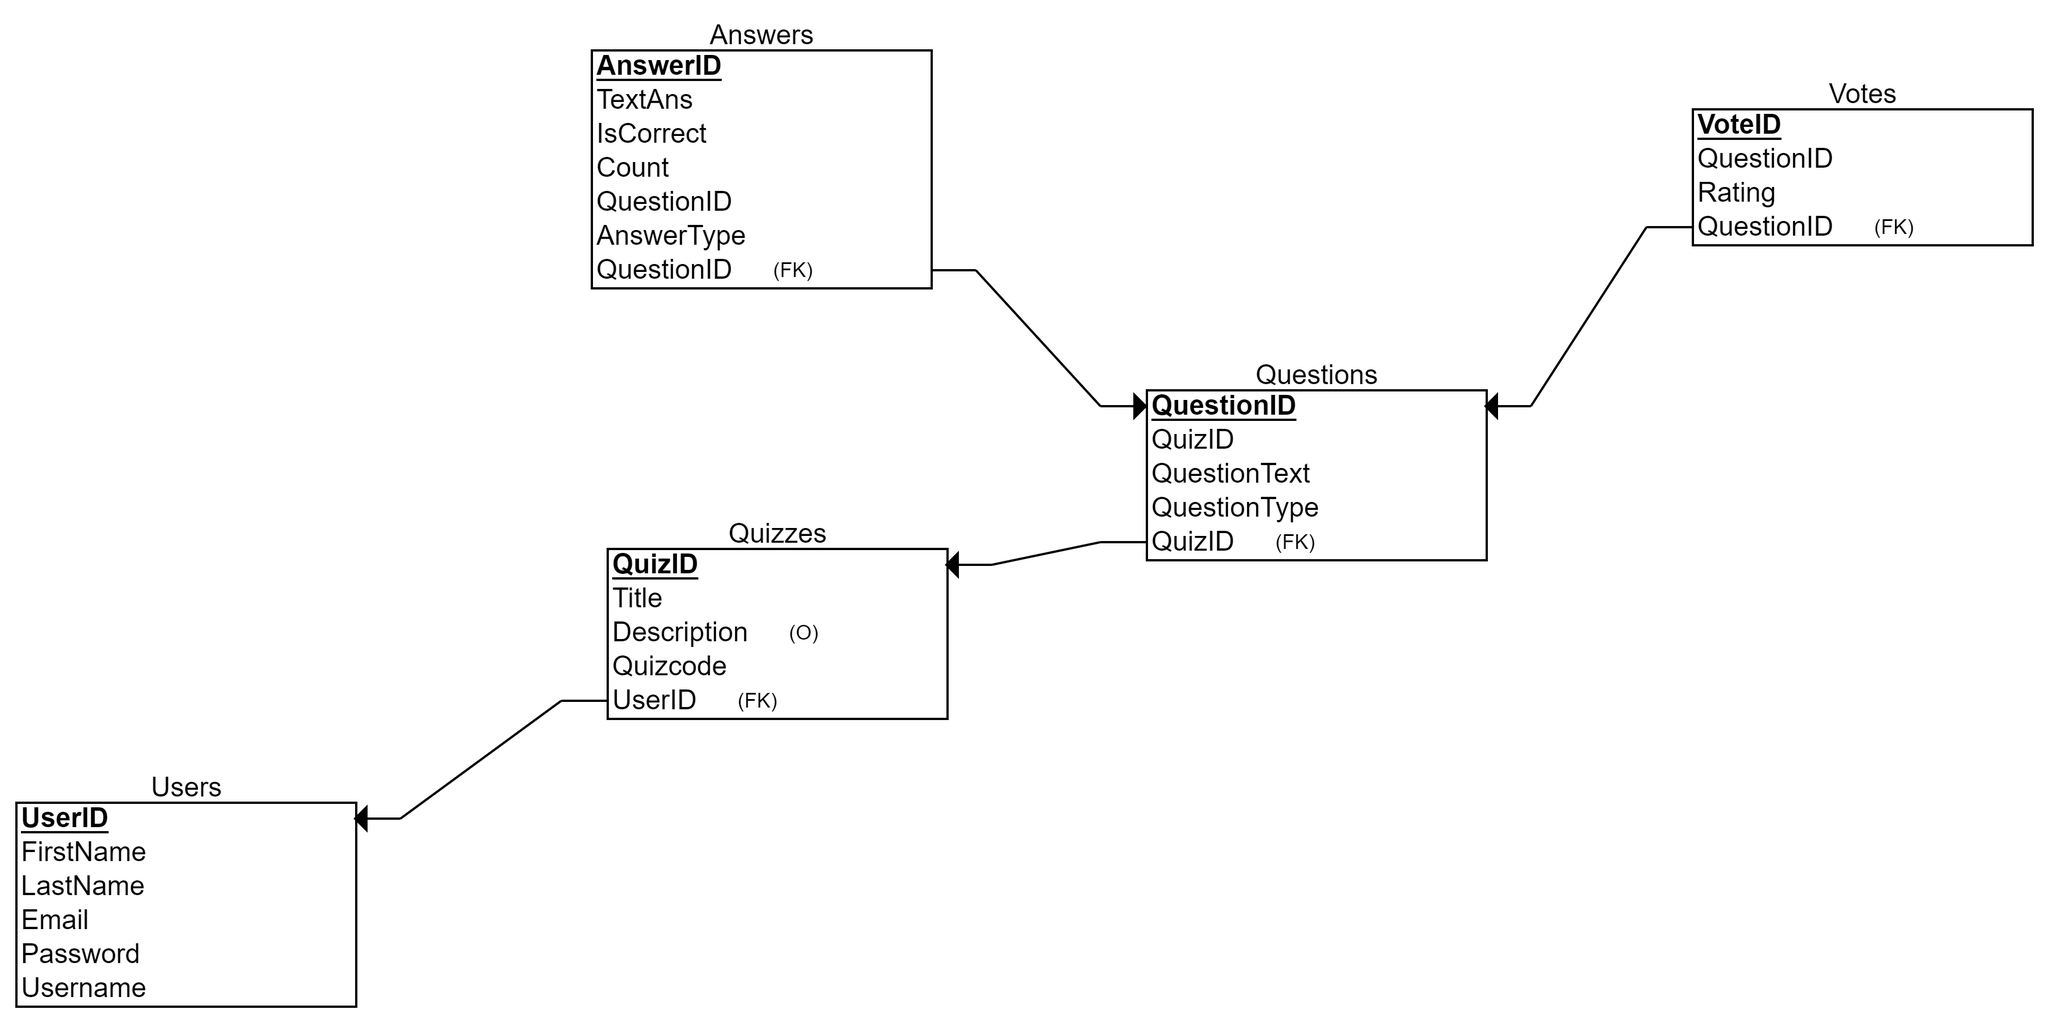 Answers
AnswerID
TextAns
IsCorrect
Count
QuestionID
AnswerType
QuestionID (FK)
Votes
VoteID
QuestionID
Rating
QuestionID (FK)
Questions
QuestionID
QuizID
QuestionText
QuestionType
QuizID (FK)
Quizzes
QuizID
Title
Description (O)
Quizcode
UserID (FK)
Users
UserID
FirstName
LastName
Email
Password
Username